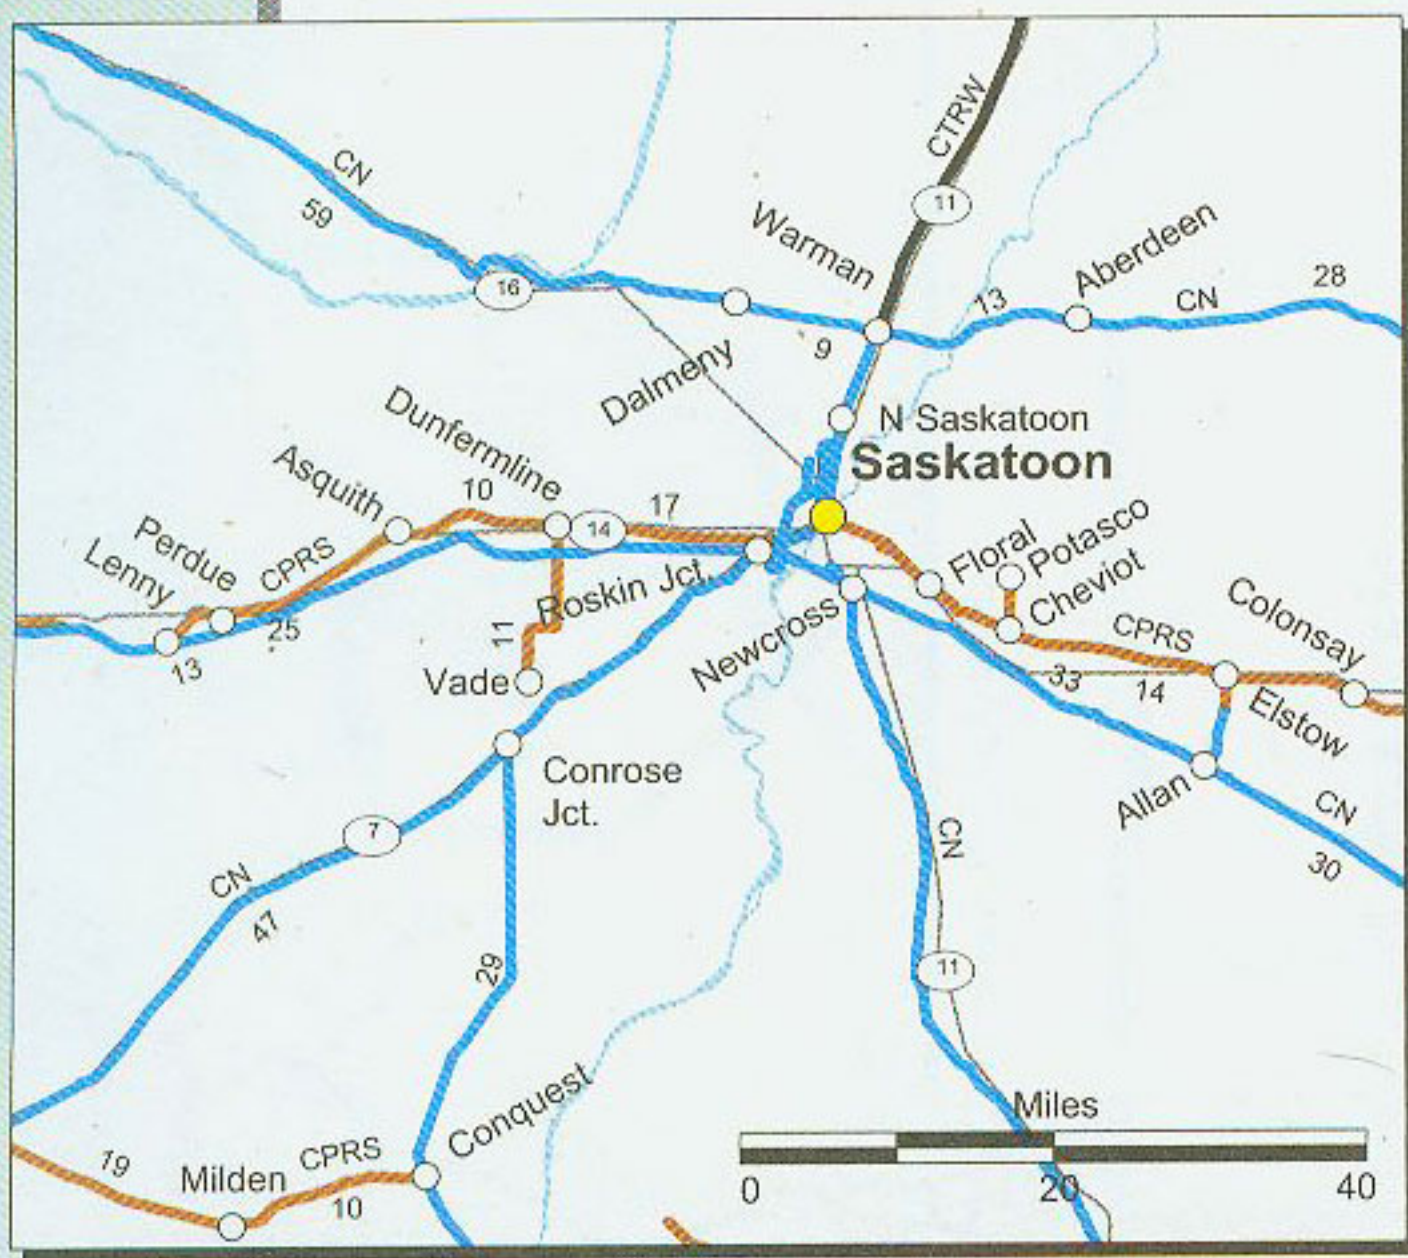 CN
59
CTRW
11
Warman
Aberdeen
13
CN
28
16
9
Dalmeny
N Saskatoon
Saskatoon
Dunfermline
Asquith
10
14
17
Perdue
Lenny
CPRS
25
13
Roskin Jct.
11
Vade
Floral
Potasco
Cheviot
Newcross
CPRS
Colonsay
33
14
Elstow
Allan
CN
30
Conrose
Jct.
7
CN
47
29
CN
11
Conquest
Miles
0
20
40
19
Milden
CPRS
10